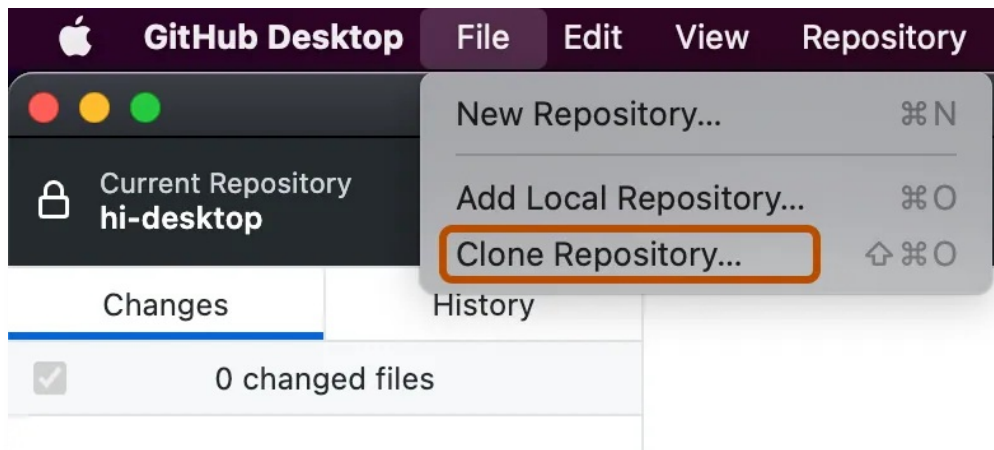 GitHub Desktop File Edit View Repository
New Repository... ⌘N
Current Repository
hi-desktop
Add Local Repository... ⌘O
Clone Repository... ⇧⌘O
Changes History
0 changed files